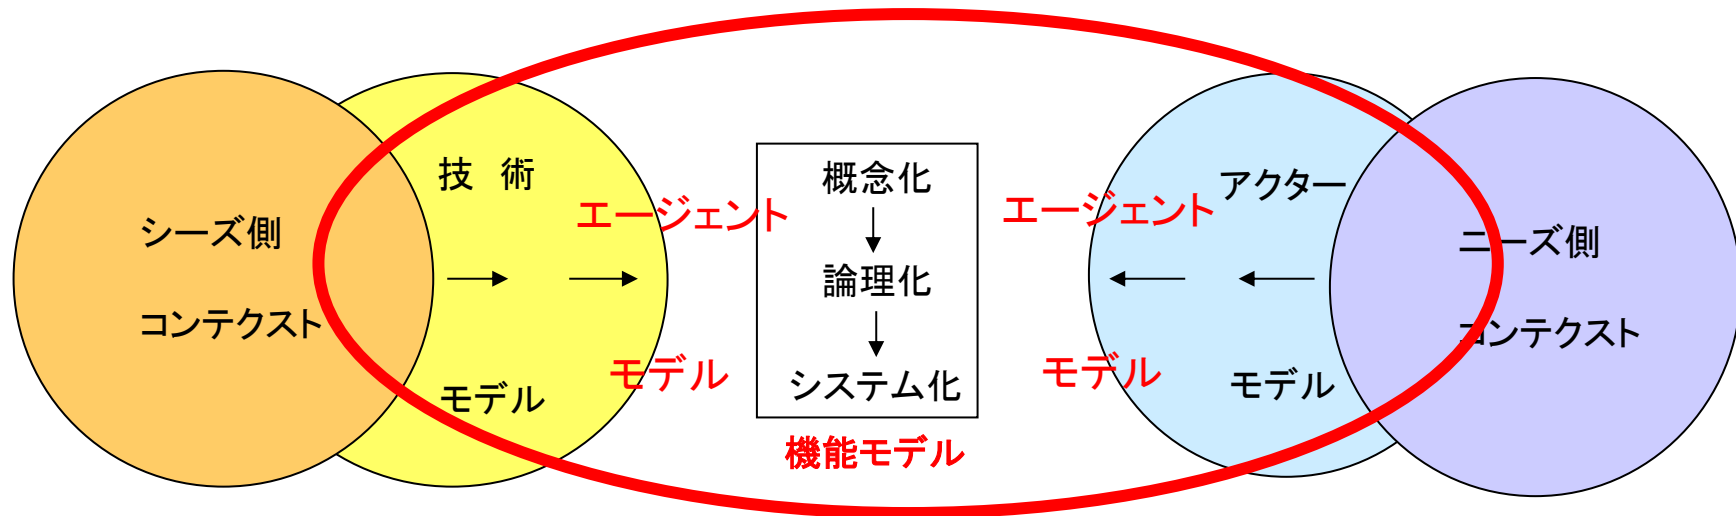 シーズ側
コンテクスト
技　術
モデル
エージェント
モデル
概念化
論理化
システム化
機能モデル
エージェント
モデル
アクター
モデル
ニーズ側
コンテクスト